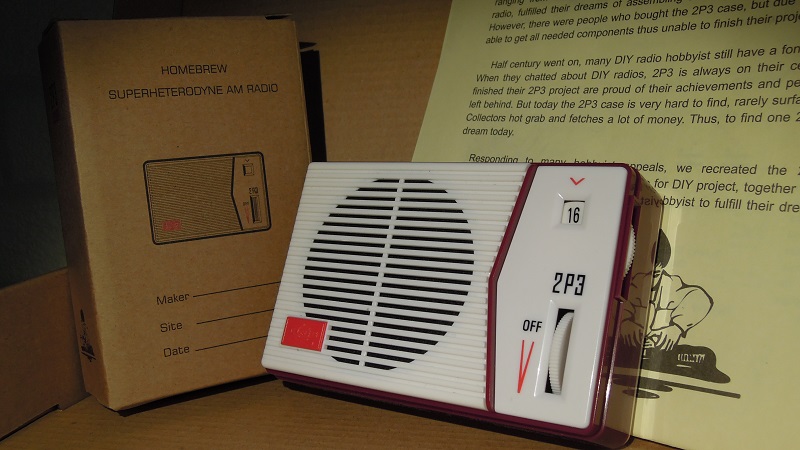 HOMEBREW
SUPERHETERODYNE AM RADIO
2P3
Maker
Site
Date
16
2P3
OFF
ranging
radio, fulfilled their dreams of assembling
However, there were people who bought the 2P3 case, but due
able to get all needed components thus unable to finish their proj
Half century went on, many DIY radio hobbyist still have a fon
When they chatted about DIY radios, 2P3 is always on their ce
finished their 2P3 project are proud of their achievements and pe
left behind. But today the 2P3 case is very hard to find, rarely surfa
Collectors hot grab and fetches a lot of money. Thus, to find one 2
dream today.
Responding to many hobbyist appeals, we recreated the 2
for DIY project, together
obbyist to fulfill their dre